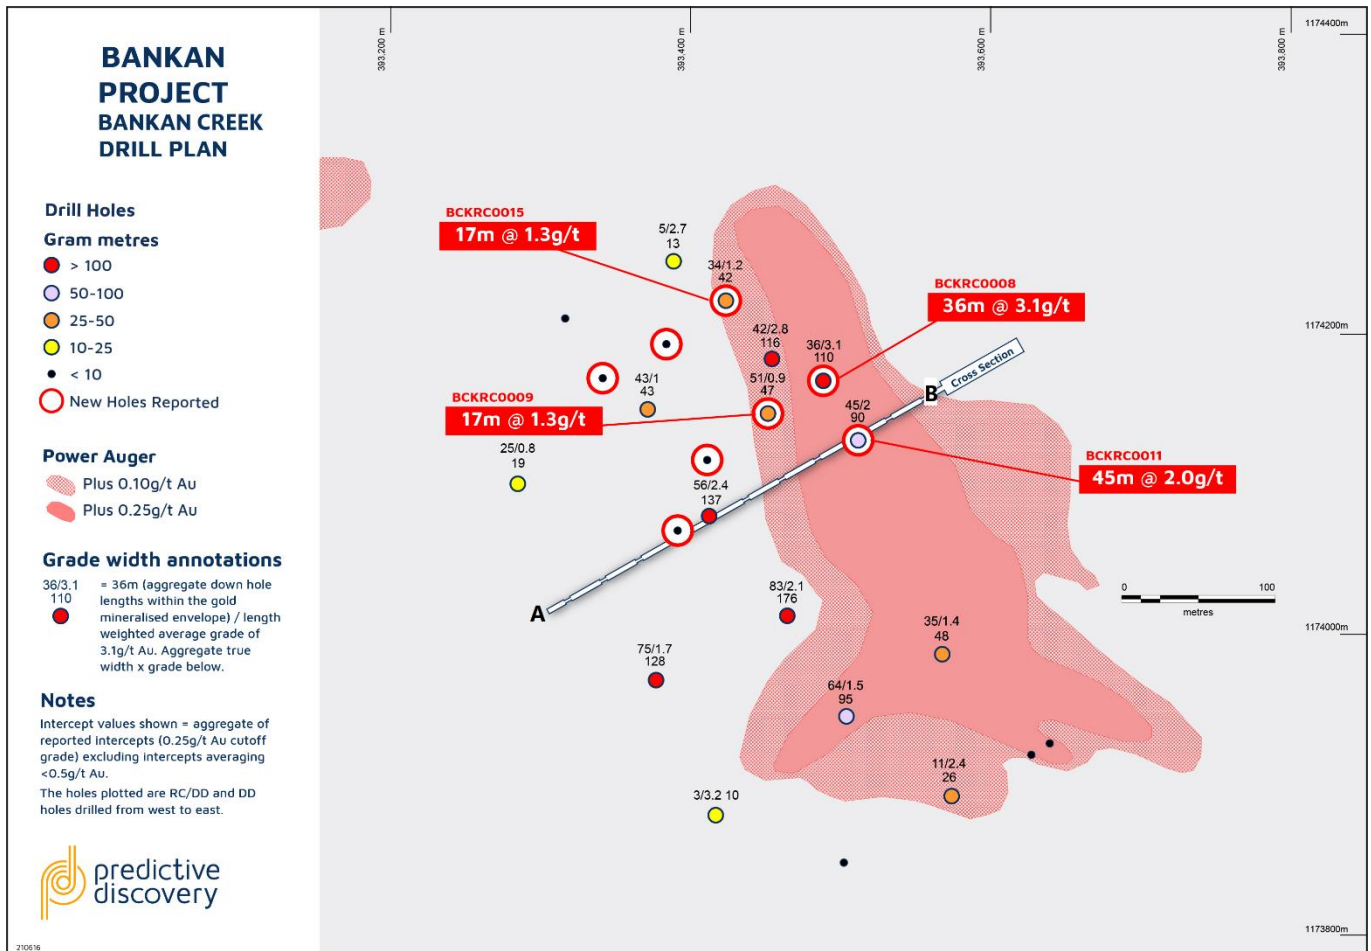 BANKAN
PROJECT
BANKAN CREEK
DRILL PLAN
Drill Holes
Gram metres
> 100
50-100
25-50
10-25
< 10
New Holes Reported
Power Auger
Plus 0.10g/t Au
Plus 0.25g/t Au
Grade width annotations
36/3.1
110
= 36m (aggregate down hole
lengths within the gold
mineralised envelope) / length
weighted average grade of
3.1g/t Au. Aggregate true
width x grade below.
Notes
Intercept values shown = aggregate of
reported intercepts (0.25g/t Au cutoff
grade) excluding intercepts averaging
<0.5g/t Au.
The holes plotted are RC/DD and DD
holes drilled from west to east.
predictive
discovery
210616
393,200 m
393,400 m
393,600 m
393,800 m
1174400m
1174200m
1174000m
1173800m
BCKRC0015
17m @ 1.3g/t
5/2.7
13
34/1.2
42
BCKRC0008
36m @ 3.1g/t
42/2.8
116
36/3.1
110
43/1
43
51/0.9
47
BCKRC0009
17m @ 1.3g/t
45/2
90
B
Cross Section
BCKRC0011
45m @ 2.0g/t
25/0.8
19
56/2.4
137
A
83/2.1
176
0 100
metres
35/1.4
48
75/1.7
128
64/1.5
95
11/2.4
26
3/3.2 10